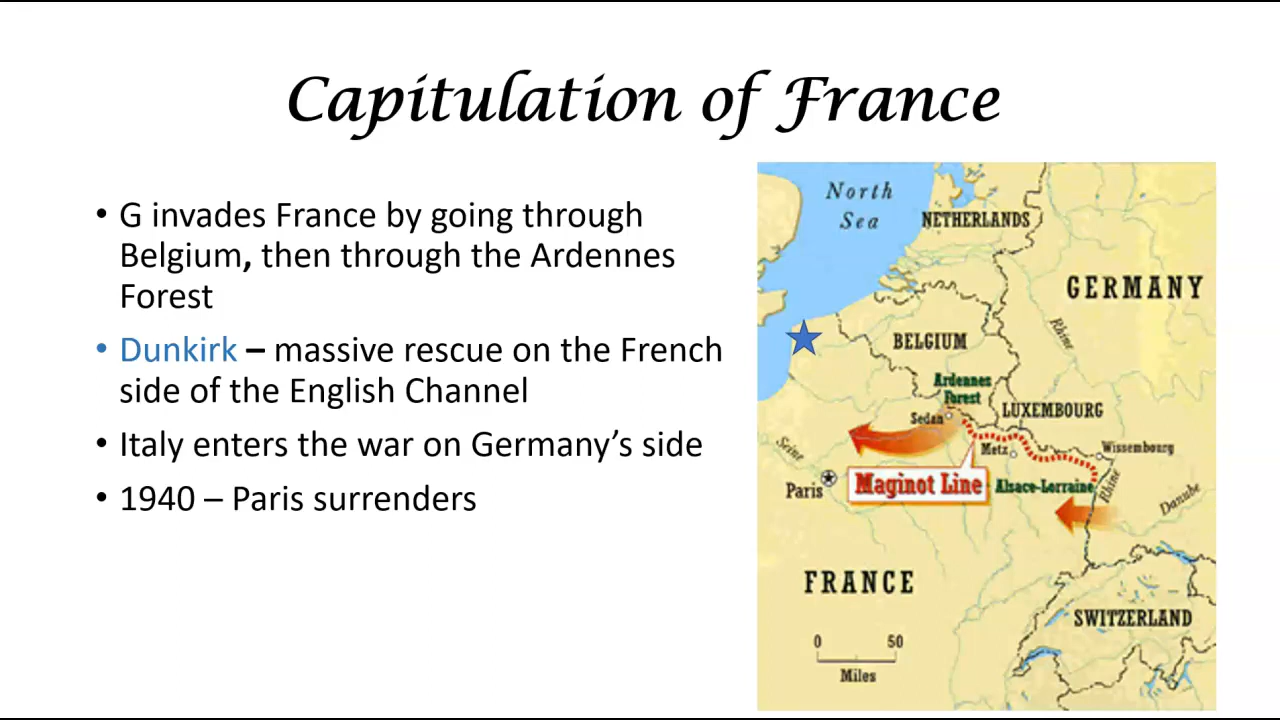 Capitulation of France
• G invades France by going through
Belgium, then through the Ardennes
Forest
• Dunkirk – massive rescue on the French
side of the English Channel
• Italy enters the war on Germany’s side
• 1940 – Paris surrenders
North
Sea
NETHERLANDS
GERMANY
Rhine
BELGIUM
Ardennes
Forest
LUXEMBOURG
Sedan
Seine
Metz
Wissembourg
Paris
Maginot Line
Alsace-Lorraine
Rhine
Danube
FRANCE
SWITZERLAND
0 50
Miles